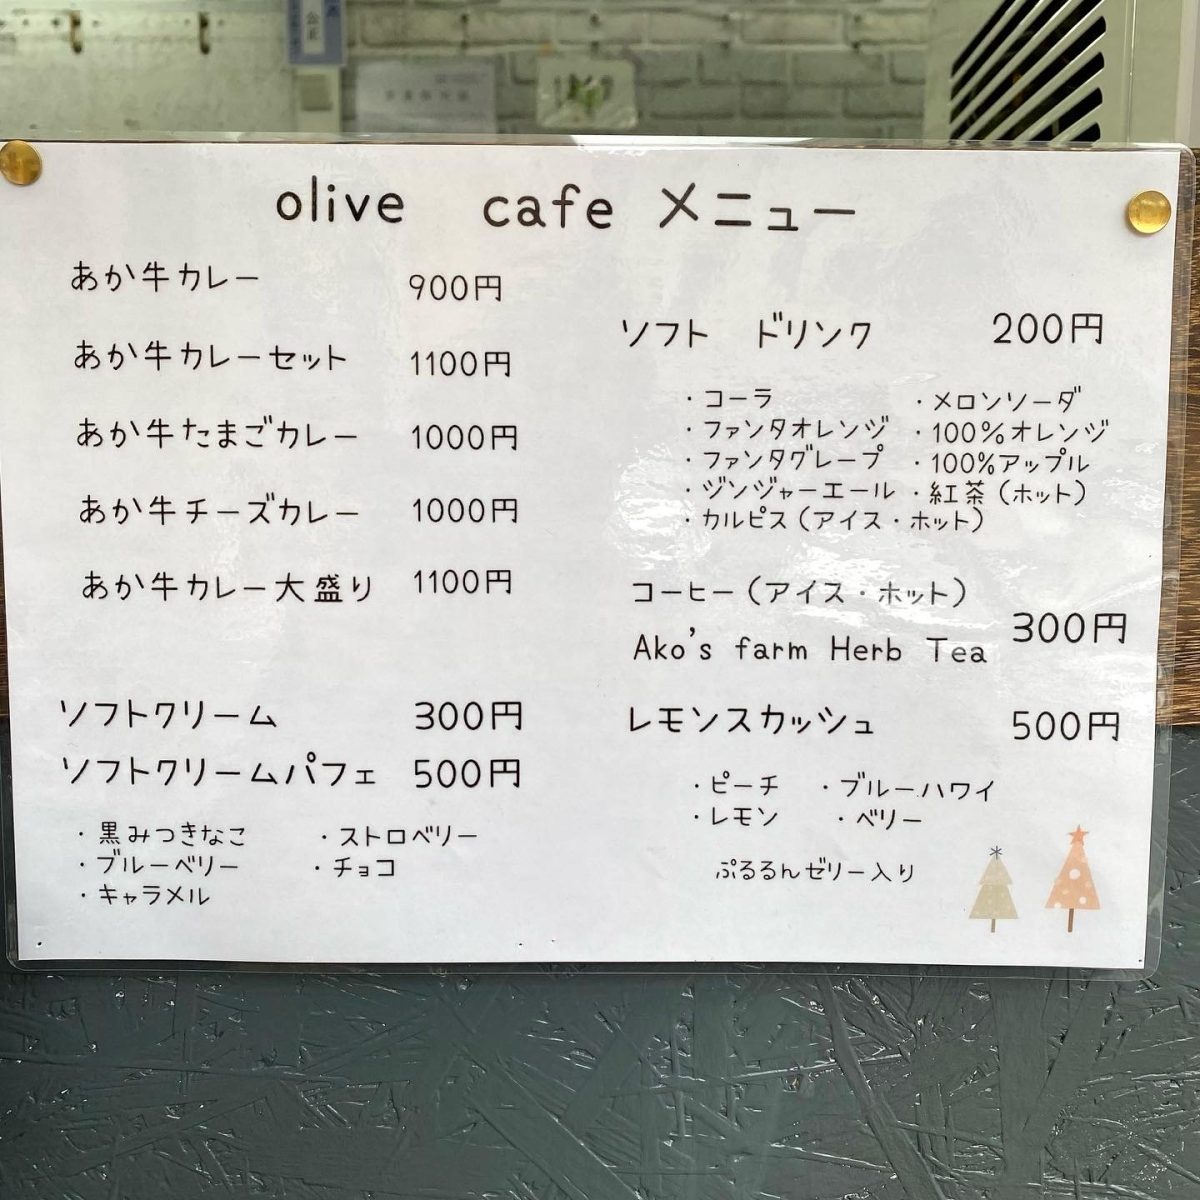 olive cafe メニュー
あか牛カレー 900円
あか牛カレーセット 1100円
あか牛たまごカレー 1000円
あか牛チーズカレー 1000円
あか牛カレー大盛り 1100円
ソフトクリーム 300円
ソフトクリームパフェ 500円
・黒みつきなこ ・ストロベリー
・ブルーベリー ・チョコ
・キャラメル
ソフト ドリンク 200円
・コーラ ・メロンソーダ
・ファンタオレンジ ・100%オレンジ
・ファンタグレープ ・100%アップル
・ジンジャーエール ・紅茶（ホット）
・カルピス（アイス・ホット）
コーヒー（アイス・ホット）
Ako's farm Herb Tea 300円
レモンスカッシュ 500円
・ピーチ ・ブルーハワイ
・レモン ・ベリー
ぷるるんゼリー入り